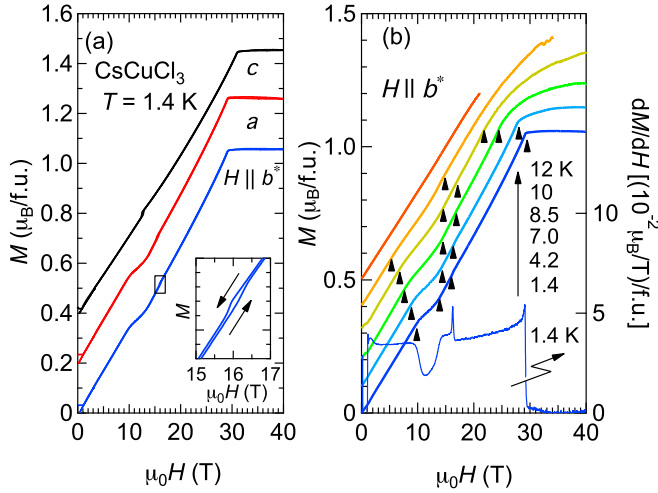 (a)
CsCuCl3
T = 1.4 K
c
a
H || b*
M (μB/f.u.)
1.6
1.4
1.2
1.0
0.8
0.6
0.4
0.2
0
0 10 20 30 40
μ0H (T)
M
15 16 17
μ0H (T)
(b)
H || b*
M (μB/f.u.)
1.5
1.0
0.5
0.0
0 10 20 30 40
μ0H (T)
12 K
10
8.5
7.0
4.2
1.4
1.4 K
10
5
0
dM/dH [(10-2 μB/T)/f.u.]